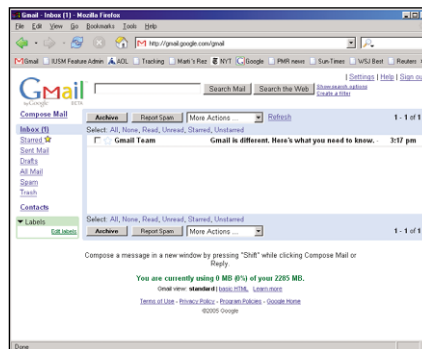 Gmail - Inbox (1) - Mozilla Firefox
File Edit View Go Bookmarks Tools Help
http://gmail.google.com/gmail
Gmail IUSM Feature Admin AOL Tracking Mark's Rez NYT Google PMR news Sun-Times WSJ Best Reuters
Settings | Help | Sign ou
Gmail by Google BETA
Search Mail Search the Web Show search options Create a filter
Compose Mail
Archive Report Spam More Actions ... Refresh 1 - 1 of
Inbox (1)
Select: All, None, Read, Unread, Starred, Unstarred
Starred
Gmail Team Gmail is different. Here's what you need to know. - 3:17 pm
Sent Mail
Drafts
All Mail
Spam
Trash
Contacts
Labels
Select: All, None, Read, Unread, Starred, Unstarred
Edit labels
Archive Report Spam More Actions ... 1 - 1 of
Compose a message in a new window by pressing "Shift" while clicking Compose Mail or
Reply.
You are currently using 0 MB (0%) of your 2285 MB.
Gmail view: standard | basic HTML Learn more
Terms of Use - Privacy Policy - Program Policies - Google Home
©2005 Google
Done